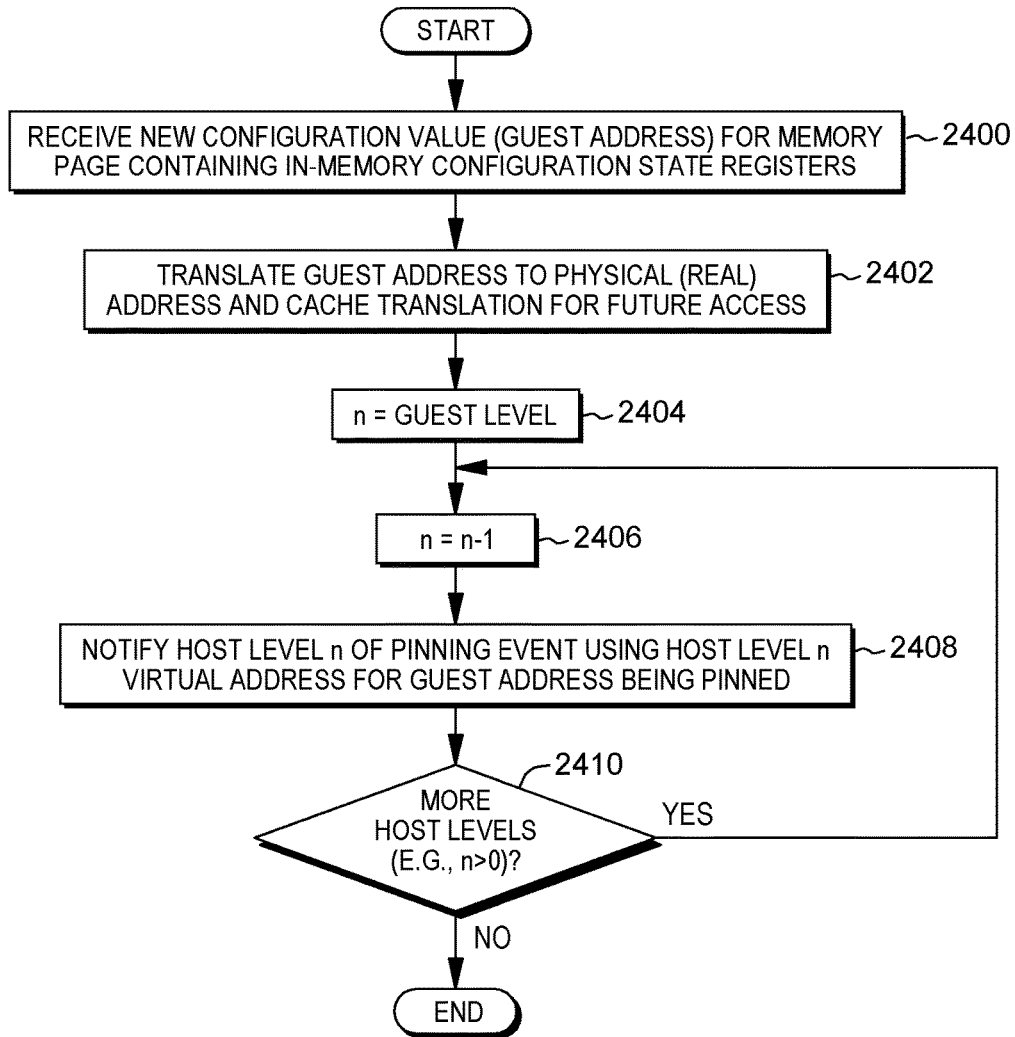 START
RECEIVE NEW CONFIGURATION VALUE (GUEST ADDRESS) FOR MEMORY
PAGE CONTAINING IN-MEMORY CONFIGURATION STATE REGISTERS
2400
TRANSLATE GUEST ADDRESS TO PHYSICAL (REAL)
ADDRESS AND CACHE TRANSLATION FOR FUTURE ACCESS
2402
n = GUEST LEVEL
2404
n = n-1
2406
NOTIFY HOST LEVEL n OF PINNING EVENT USING HOST LEVEL n
VIRTUAL ADDRESS FOR GUEST ADDRESS BEING PINNED
2408
2410
MORE
HOST LEVELS
(E.G., n>0)?
YES
NO
END